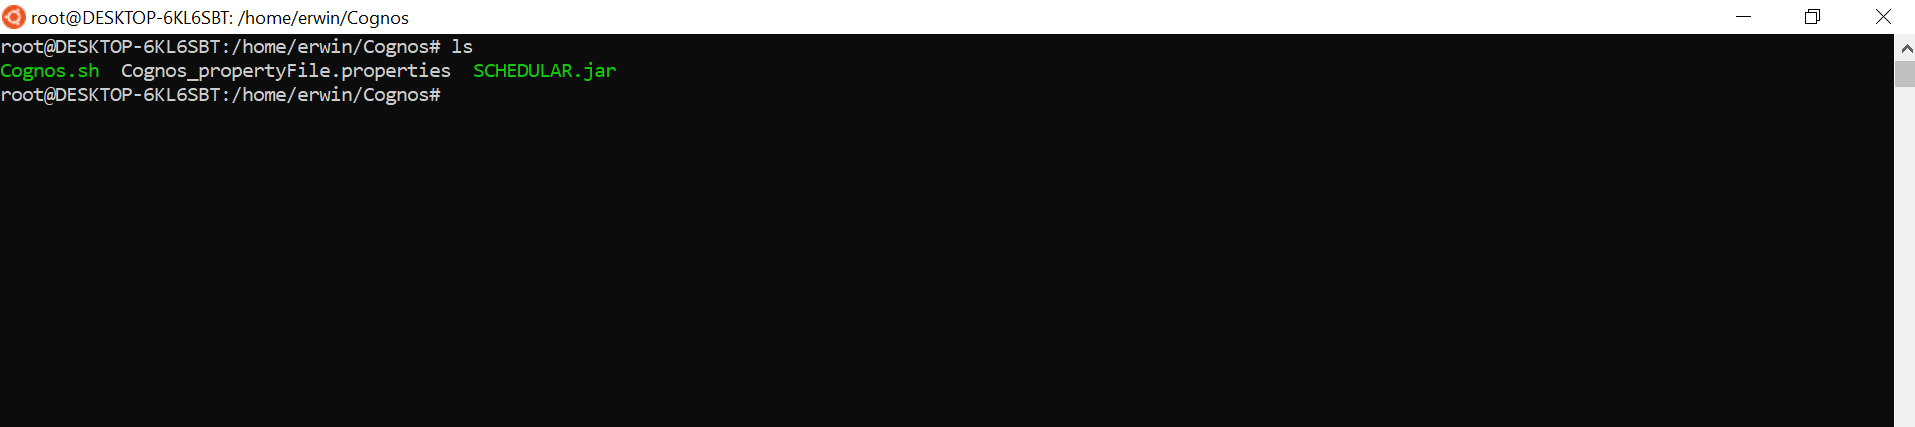 root@DESKTOP-6KL6SBT: /home/erwin/Cognos
root@DESKTOP-6KL6SBT:/home/erwin/Cognos# ls
Cognos.sh  Cognos_propertyFile.properties  SCHEDULAR.jar
root@DESKTOP-6KL6SBT:/home/erwin/Cognos#